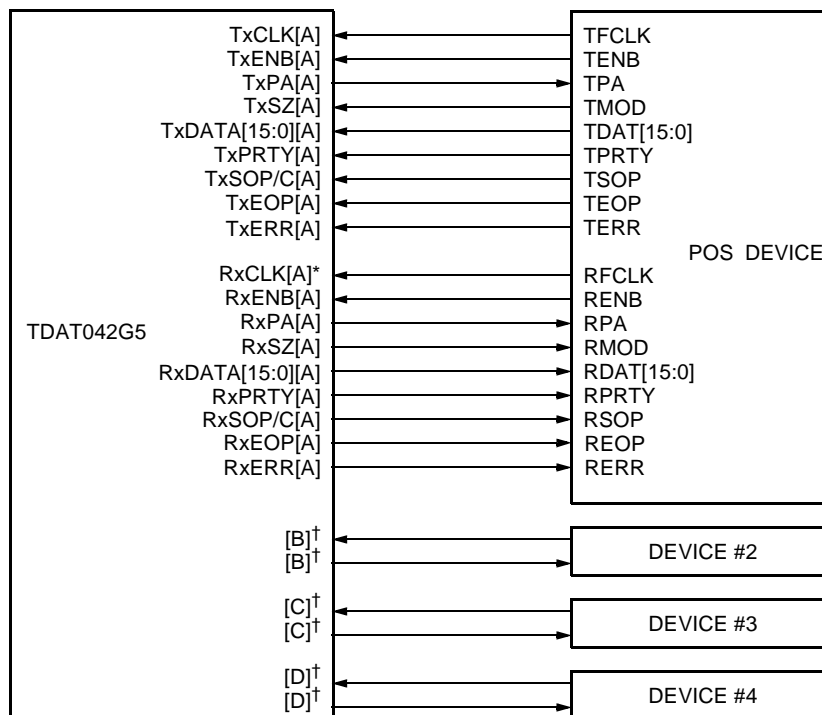 TxCLK[A] TFCLK
TxENB[A] TENB
TxPA[A] TPA
TxSZ[A] TMOD
TxDATA[15:0][A] TDAT[15:0]
TxPRTY[A] TPRTY
TxSOP/C[A] TSOP
TxEOP[A] TEOP
TxERR[A] TERR
POS DEVICE
RxCLK[A]* RFCLK
RxENB[A] RENB
RxPA[A] RPA
TDAT042G5
RxSZ[A] RMOD
RxDATA[15:0][A] RDAT[15:0]
RxPRTY[A] RPRTY
RxSOP/C[A] RSOP
RxEOP[A] REOP
RxERR[A] RERR
[B]†
[B]†
DEVICE #2
[C]†
[C]†
DEVICE #3
[D]†
[D]†
DEVICE #4